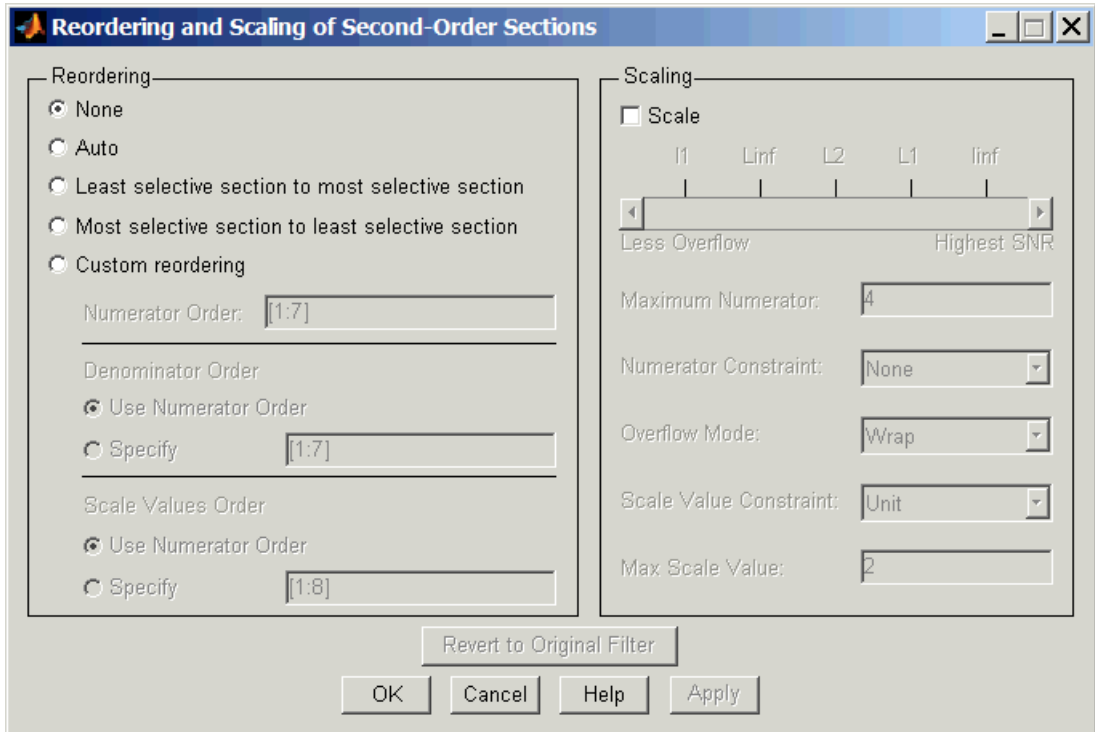 Reordering and Scaling of Second-Order Sections
Reordering
None
Auto
Least selective section to most selective section
Most selective section to least selective section
Custom reordering
Numerator Order: [1:7]
Denominator Order
Use Numerator Order
Specify [1:7]
Scale Values Order
Use Numerator Order
Specify [1:8]
Scaling
Scale
l1 Linf L2 L1 linf
Less Overflow Highest SNR
Maximum Numerator: 4
Numerator Constraint: None
Overflow Mode: Wrap
Scale Value Constraint: Unit
Max Scale Value: 2
Revert to Original Filter
OK Cancel Help Apply